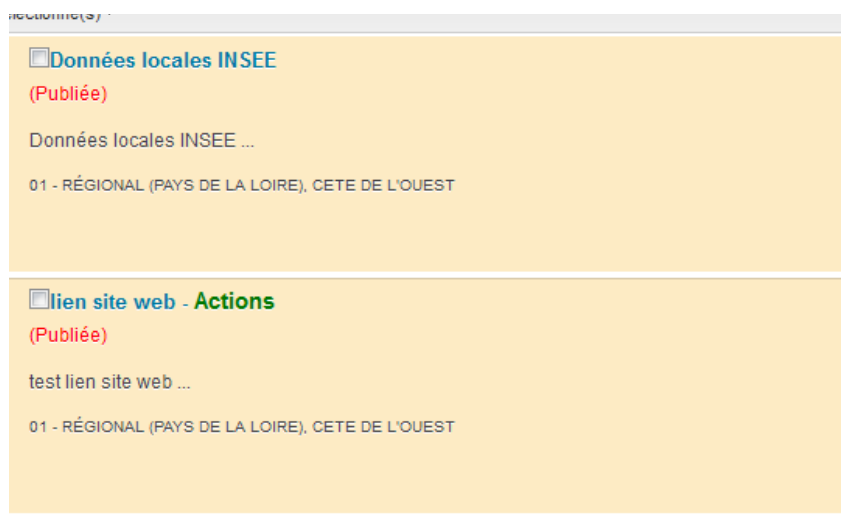 Données locales INSEE
(Publiée)
Données locales INSEE ...
01 - RÉGIONAL (PAYS DE LA LOIRE), CETE DE L'OUEST
lien site web - Actions
(Publiée)
test lien site web ...
01 - RÉGIONAL (PAYS DE LA LOIRE), CETE DE L'OUEST